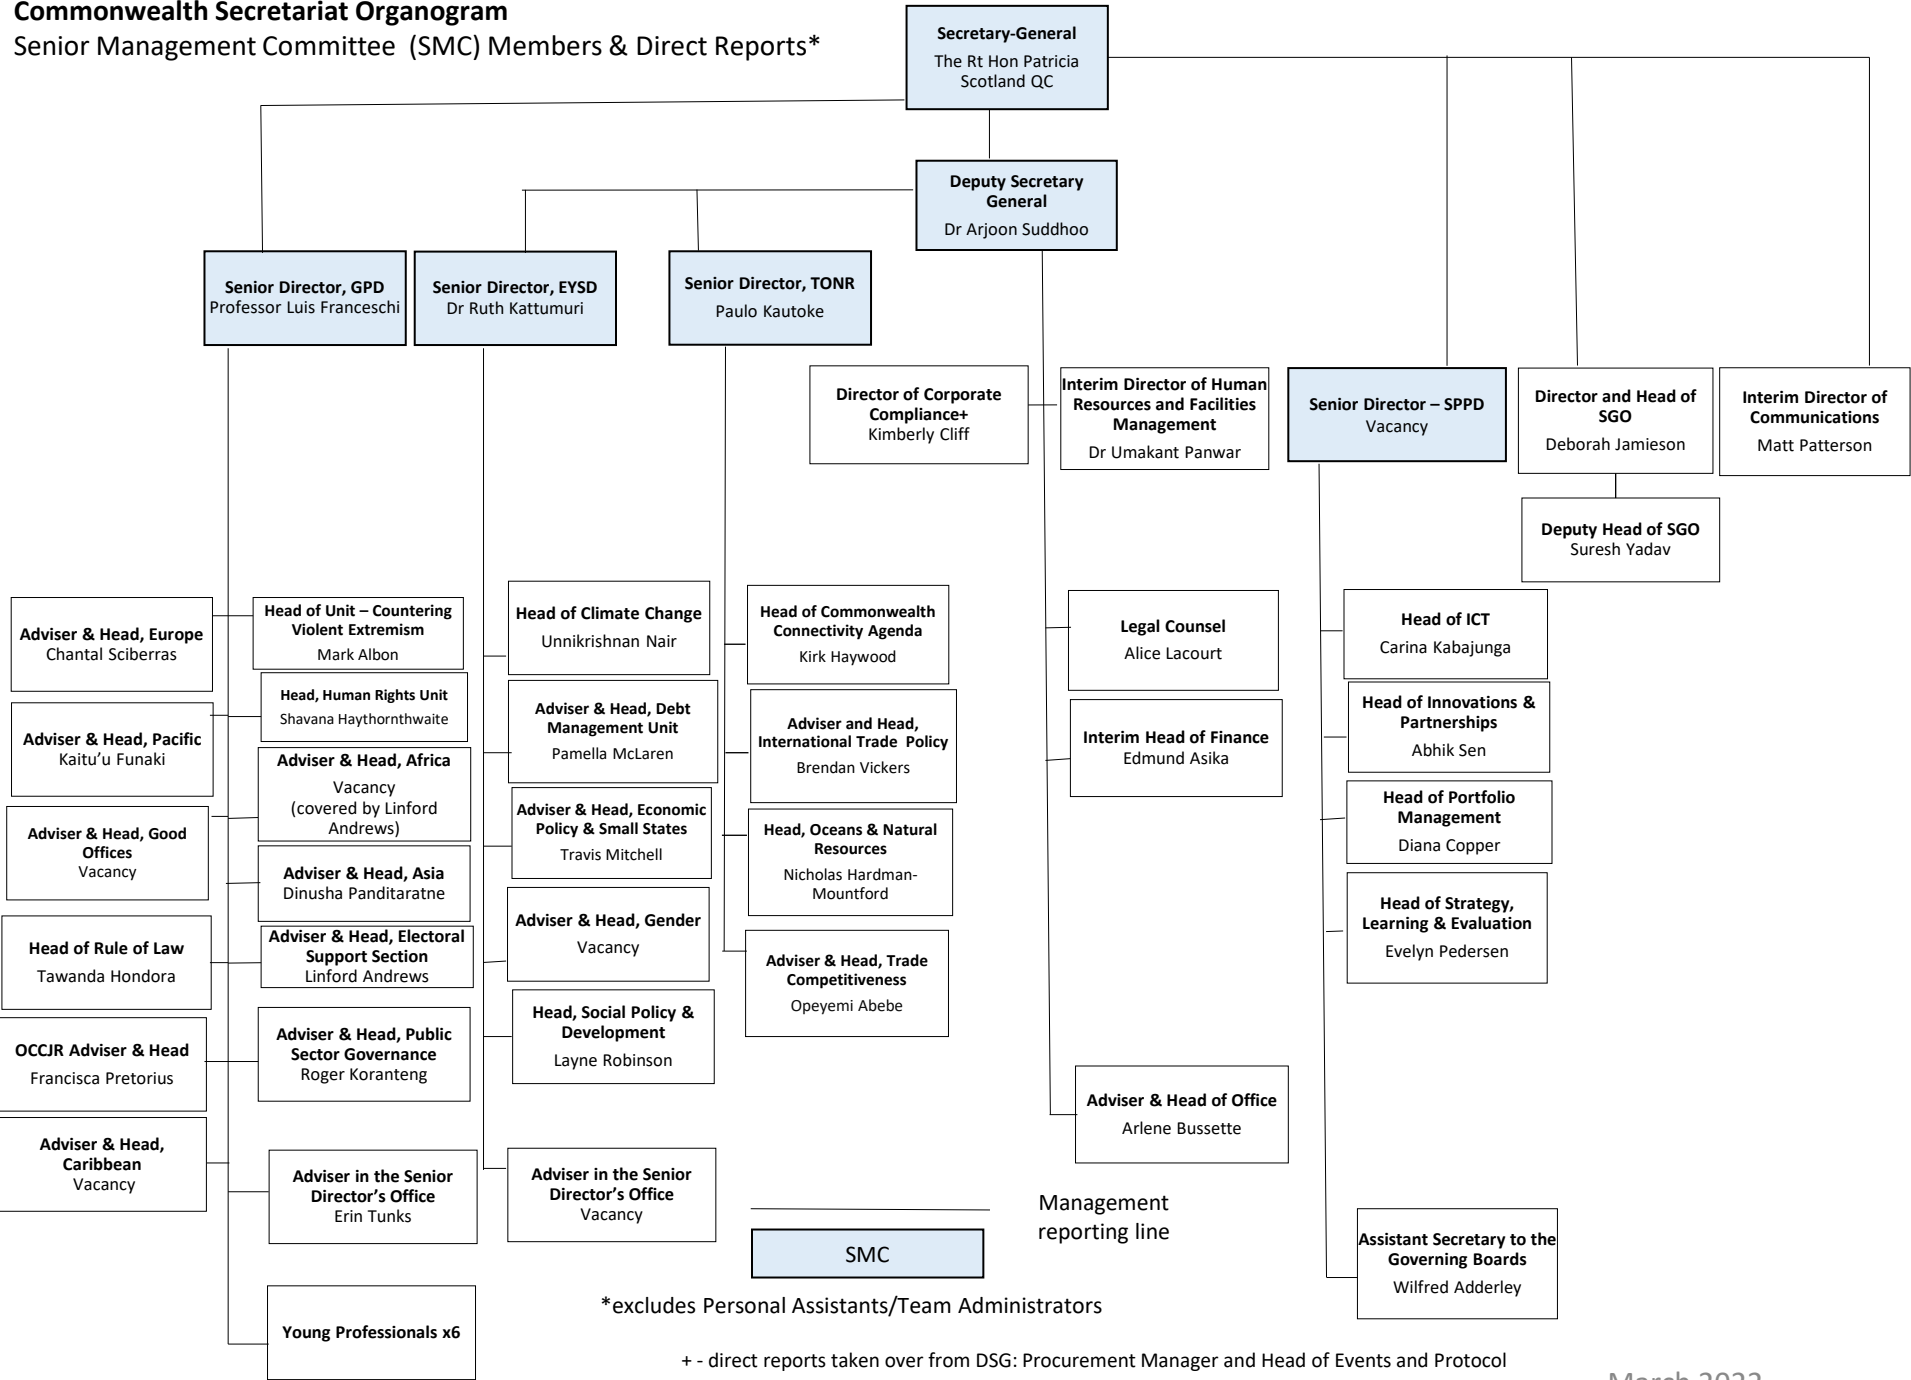 Commonwealth Secretariat Organogram
Senior Management Committee (SMC) Members & Direct Reports*
Secretary-General
The Rt Hon Patricia
Scotland QC
Deputy Secretary
General
Dr Arjoon Suddhoo
Senior Director, GPD
Professor Luis Franceschi
Senior Director, EYSD
Dr Ruth Kattumuri
Senior Director, TONR
Paulo Kautoke
Director of Corporate
Compliance+
Kimberly Cliff
Interim Director of Human
Resources and Facilities
Management
Dr Umakant Panwar
Senior Director – SPPD
Vacancy
Director and Head of
SGO
Deborah Jamieson
Interim Director of
Communications
Matt Patterson
Deputy Head of SGO
Suresh Yadav
Adviser & Head, Europe
Chantal Sciberras
Adviser & Head, Pacific
Kaitu’u Funaki
Adviser & Head, Good
Offices
Vacancy
Head of Rule of Law
Tawanda Hondora
OCCJR Adviser & Head
Francisca Pretorius
Adviser & Head,
Caribbean
Vacancy
Head of Unit – Countering
Violent Extremism
Mark Albon
Head, Human Rights Unit
Shavana Haythornthwaite
Adviser & Head, Africa
Vacancy
(covered by Linford
Andrews)
Adviser & Head, Asia
Dinusha Panditaratne
Adviser & Head, Electoral
Support Section
Linford Andrews
Adviser & Head, Public
Sector Governance
Roger Koranteng
Adviser in the Senior
Director’s Office
Erin Tunks
Young Professionals x6
Head of Climate Change
Unnikrishnan Nair
Adviser & Head, Debt
Management Unit
Pamella McLaren
Adviser & Head, Economic
Policy & Small States
Travis Mitchell
Adviser & Head, Gender
Vacancy
Head, Social Policy &
Development
Layne Robinson
Adviser in the Senior
Director’s Office
Vacancy
Head of Commonwealth
Connectivity Agenda
Kirk Haywood
Adviser and Head,
International Trade Policy
Brendan Vickers
Head, Oceans & Natural
Resources
Nicholas Hardman-
Mountford
Adviser & Head, Trade
Competitiveness
Opeyemi Abebe
Legal Counsel
Alice Lacourt
Interim Head of Finance
Edmund Asika
Adviser & Head of Office
Arlene Bussette
Head of ICT
Carina Kabajunga
Head of Innovations &
Partnerships
Abhik Sen
Head of Portfolio
Management
Diana Copper
Head of Strategy,
Learning & Evaluation
Evelyn Pedersen
Assistant Secretary to the
Governing Boards
Wilfred Adderley
Management
reporting line
SMC
*excludes Personal Assistants/Team Administrators
+ - direct reports taken over from DSG: Procurement Manager and Head of Events and Protocol
March 2022